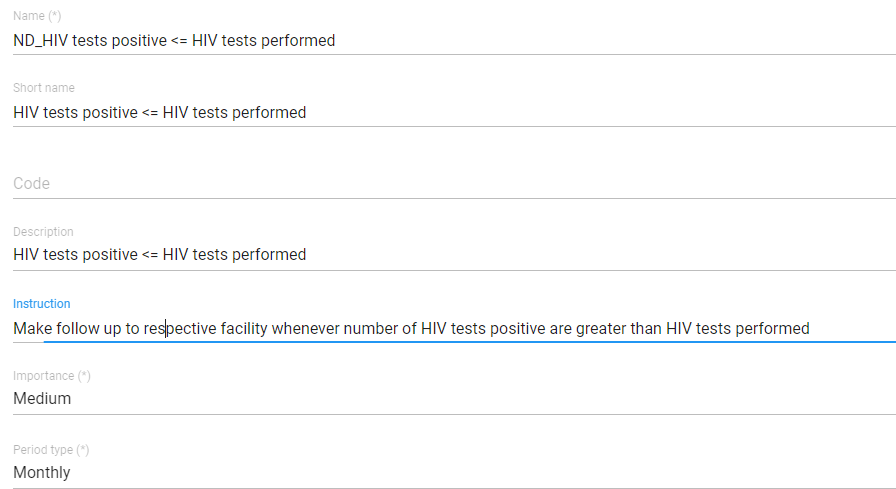 Name (*)
ND_HIV tests positive <= HIV tests performed
Short name
HIV tests positive <= HIV tests performed
Code
Description
HIV tests positive <= HIV tests performed
Instruction
Make follow up to respective facility whenever number of HIV tests positive are greater than HIV tests performed
Importance (*)
Medium
Period type (*)
Monthly